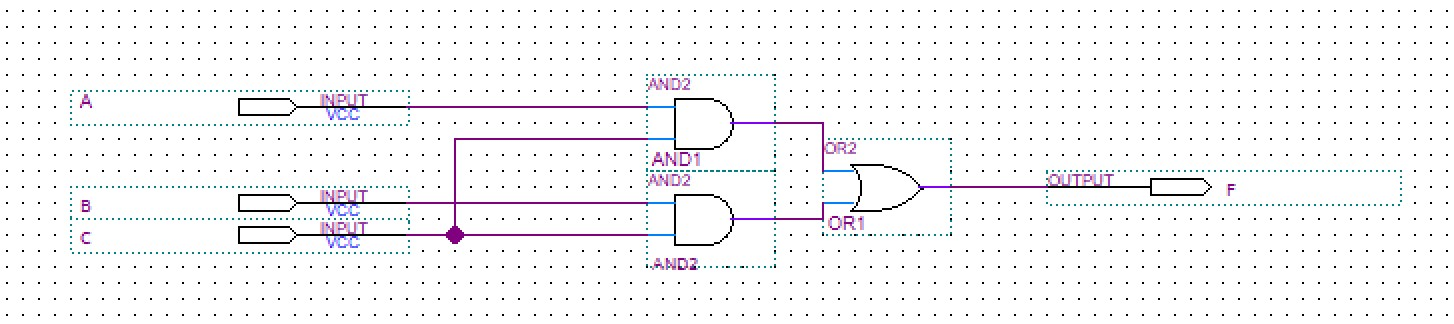 AND2
A
INPUT
VCC
OR2
AND1
AND2
OUTPUT
F
B
INPUT
VCC
OR1
C
INPUT
VCC
AND2